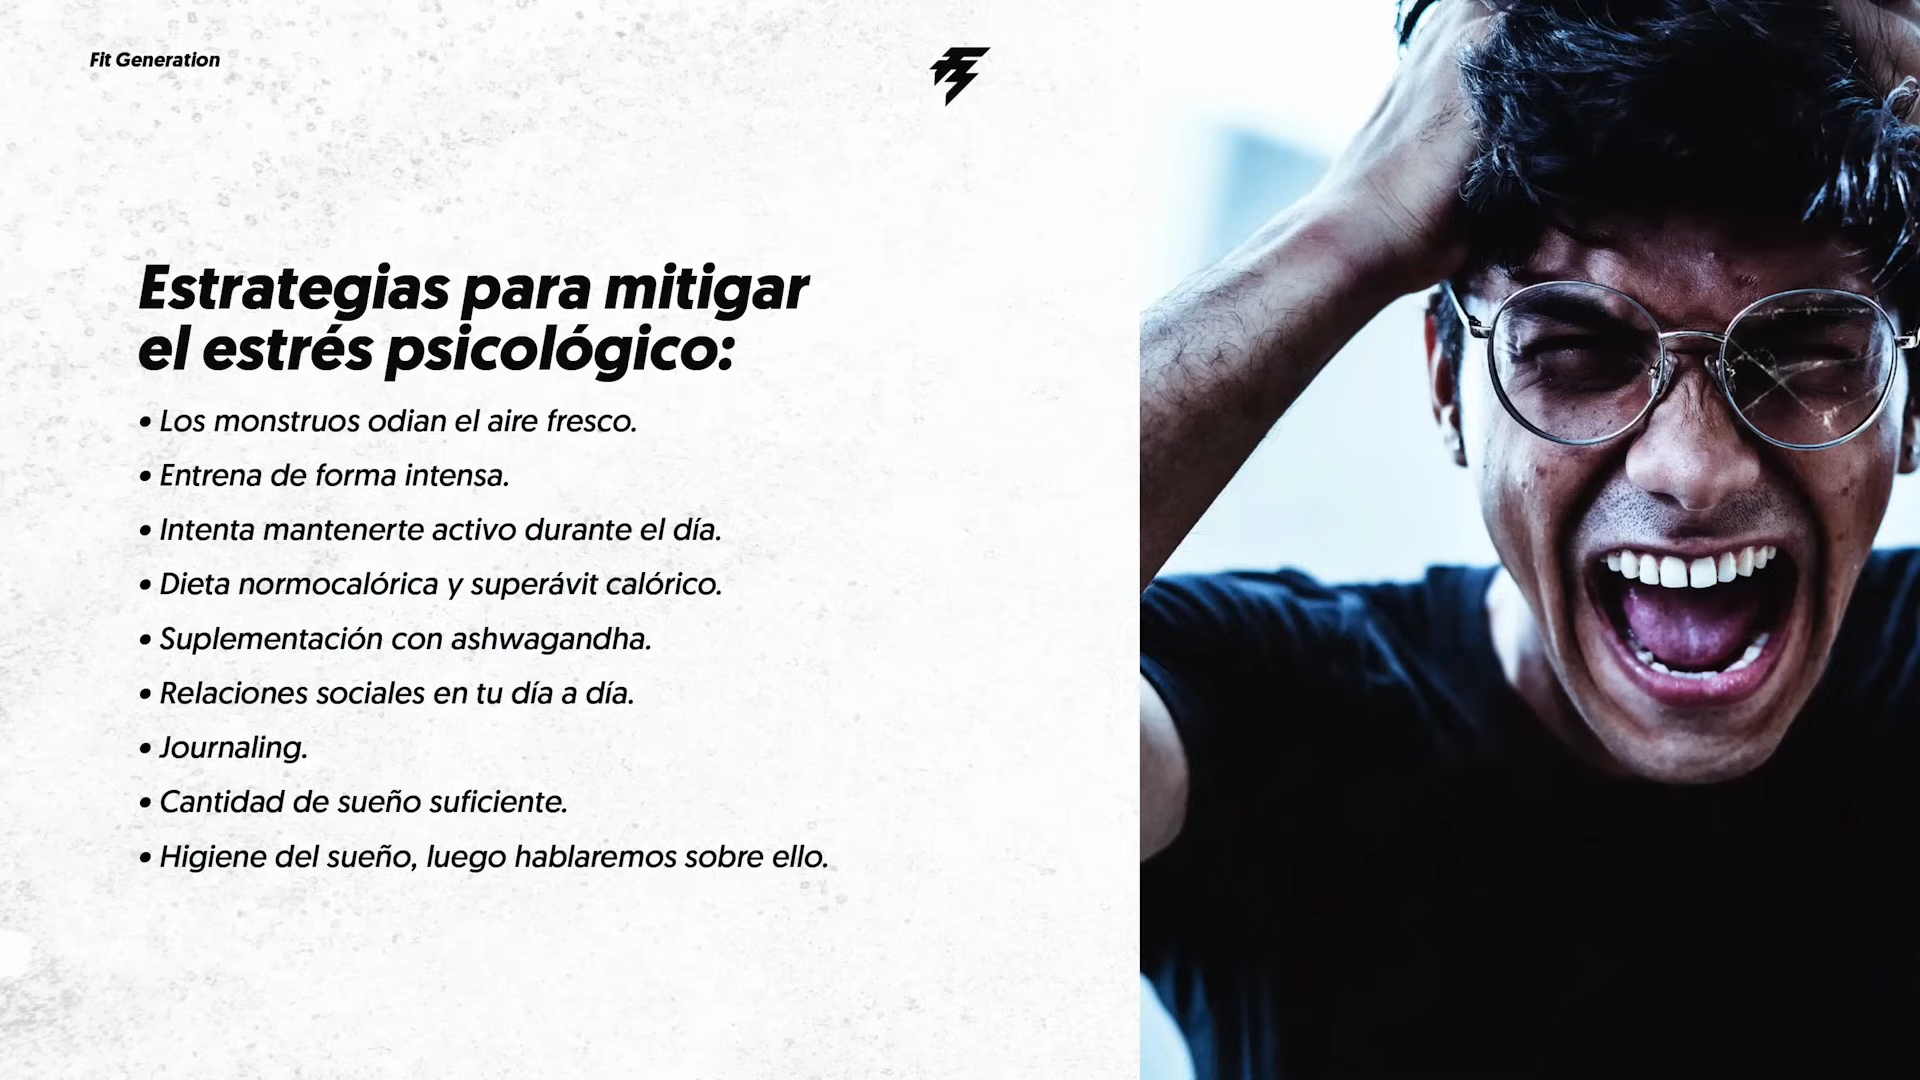 Fit Generation
Estrategias para mitigar
el estrés psicológico:
• Los monstruos odian el aire fresco.
• Entrena de forma intensa.
• Intenta mantenerte activo durante el día.
• Dieta normocalórica y superávit calórico.
• Suplementación con ashwagandha.
• Relaciones sociales en tu día a día.
• Journaling.
• Cantidad de sueño suficiente.
• Higiene del sueño, luego hablaremos sobre ello.